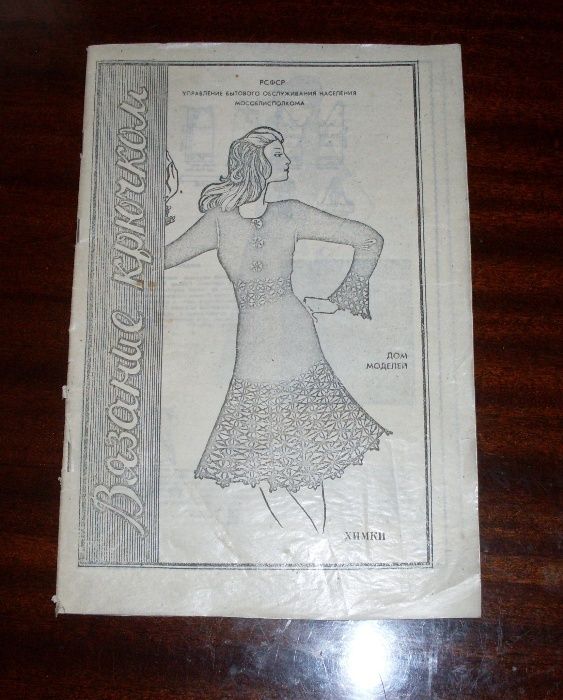 РСФСР
УПРАВЛЕНИЕ БЫТОВОГО ОБСЛУЖИВАНИЯ НАСЕЛЕНИЯ
МОСОБЛИСПОЛКОМА
Вязание крючком
ДОМ
МОДЕЛЕЙ
ХИМКИ